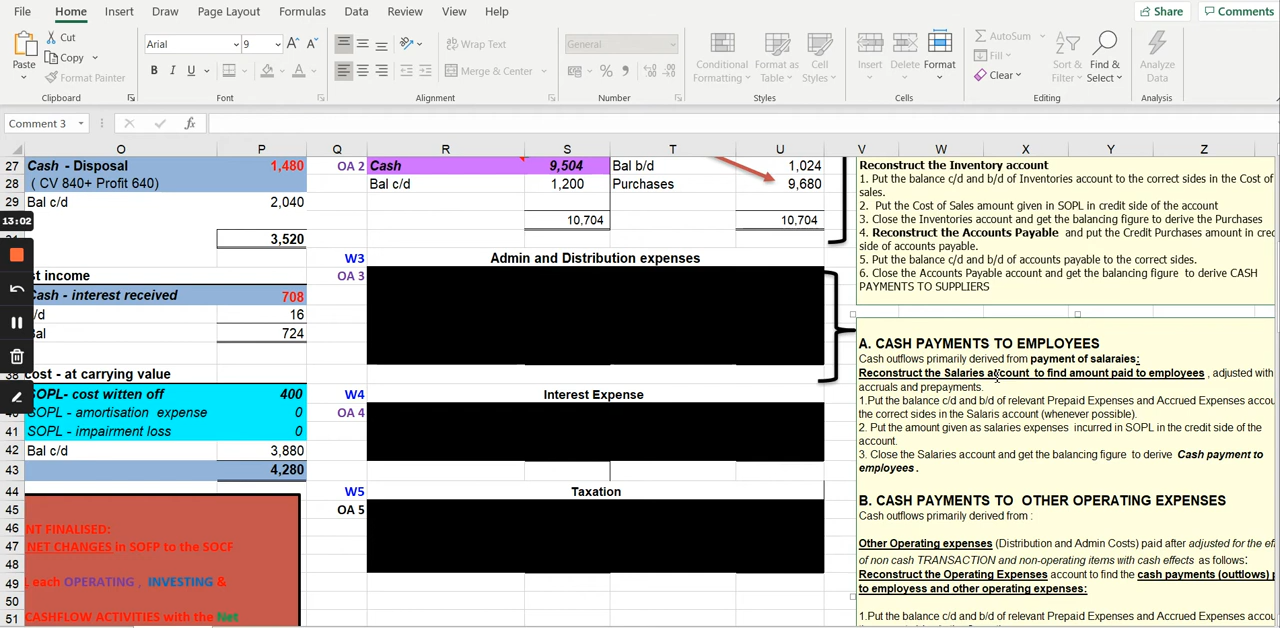 File Home Insert Draw Page Layout Formulas Data Review View Help Share Comments
Paste Cut Copy Format Painter Clipboard
Arial 9 B I U Font
Wrap Text Merge & Center Alignment
General Number
Conditional Formatting Format as Table Cell Styles Styles
Insert Delete Format Cells
AutoSum Fill Clear Sort & Filter Find & Select Editing
Analyze Data Analysis
Comment 3 fx
O P Q R S T U V W X Y Z
27 Cash - Disposal 1,480 OA 2 Cash 9,504 Bal b/d 1,024
28 ( CV 840+ Profit 640) Bal c/d 1,200 Purchases 9,680
29 Bal c/d 2,040
13:02 10,704 10,704
3,520
W3 Admin and Distribution expenses
st income OA 3
Cash - interest received 708
/d 16
Bal 724
38 cost - at carrying value
SOPL- cost witten off 400 W4 Interest Expense
40 SOPL - amortisation expense 0 OA 4
41 SOPL - impairment loss 0
42 Bal c/d 3,880
43 4,280
44 W5 Taxation
45 OA 5
46 NT FINALISED:
47 NET CHANGES in SOFP to the SOCF
48
49 each OPERATING , INVESTING &
50
51 CASHFLOW ACTIVITIES with the Net
Reconstruct the Inventory account
1. Put the balance c/d and b/d of Inventories account to the correct sides in the Cost of
sales.
2. Put the Cost of Sales amount given in SOPL in credit side of the account
3. Close the Inventories account and get the balancing figure to derive the Purchases
4. Reconstruct the Accounts Payable and put the Credit Purchases amount in cred
side of accounts payable.
5. Put the balance c/d and b/d of accounts payable to the correct sides.
6. Close the Accounts Payable account and get the balancing figure to derive CASH
PAYMENTS TO SUPPLIERS
A. CASH PAYMENTS TO EMPLOYEES
Cash outflows primarily derived from payment of salaraies:
Reconstruct the Salaries account to find amount paid to employees , adjusted with
accruals and prepayments.
1.Put the balance c/d and b/d of relevant Prepaid Expenses and Accrued Expenses accou
the correct sides in the Salaris account (whenever possible).
2. Put the amount given as salaries expenses incurred in SOPL in the credit side of the
account.
3. Close the Salaries account and get the balancing figure to derive Cash payment to
employees .
B. CASH PAYMENTS TO OTHER OPERATING EXPENSES
Cash outflows primarily derived from :
Other Operating expenses (Distribution and Admin Costs) paid after adjusted for the ef
of non cash TRANSACTION and non-operating items with cash effects as follows:
Reconstruct the Operating Expenses account to find the cash payments (outlows)
to employess and other operating expenses:
1.Put the balance c/d and b/d of relevant Prepaid Expenses and Accrued Expenses accou